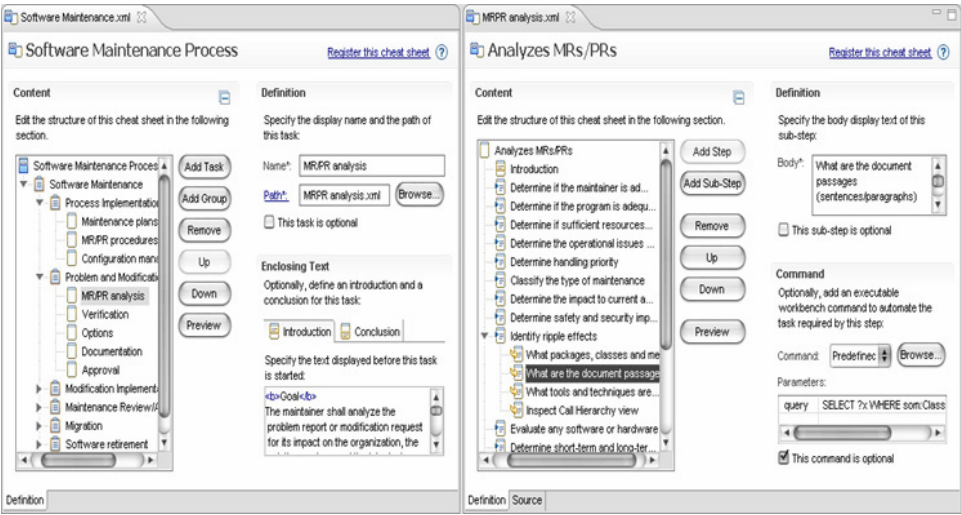 Software Maintenance.xml
Software Maintenance Process
Register this cheat sheet
Content
Edit the structure of this cheat sheet in the following
section.
Software Maintenance Proces
Software Maintenance
Process Implementation
Maintenance plans
MR/PR procedures
Configuration mana
Problem and Modificati
MR/PR analysis
Verification
Options
Documentation
Approval
Modification Implementa
Maintenance Review/A
Migration
Software retirement
Add Task
Add Group
Remove
Up
Down
Preview
Definition
Specify the display name and the path of
this task:
Name*: MR/PR analysis
Path*: MRPR analysis.xml Browse...
This task is optional
Enclosing Text
Optionally, define an introduction and a
conclusion for this task:
Introduction Conclusion
Specify the text displayed before this task
is started:
<b>Goal</b>
The maintainer shall analyze the
problem report or modification request
for its impact on the organization, the
Definition
MRPR analysis.xml
Analyzes MRs/PRs
Register this cheat sheet
Content
Edit the structure of this cheat sheet in the following section.
Analyzes MRs/PRs
Introduction
Determine if the maintainer is ad...
Determine if the program is adequ...
Determine if sufficient resources...
Determine the operational issues ...
Determine handling priority
Classify the type of maintenance
Determine the impact to current a...
Determine safety and security imp...
Identify ripple effects
What packages, classes and me
What are the document passage
What tools and techniques are...
Inspect Call Hierarchy view
Evaluate any software or hardware
Determine short-term and long-ter...
Add Step
Add Sub-Step
Remove
Up
Down
Preview
Definition
Specify the body display text of this
sub-step:
Body*: What are the document
passages
(sentences/paragraphs)
This sub-step is optional
Command
Optionally, add an executable
workbench command to automate the
task required by this step:
Command: Predefinec Browse...
Parameters:
query SELECT ?x WHERE som:Class
This command is optional
Definition Source